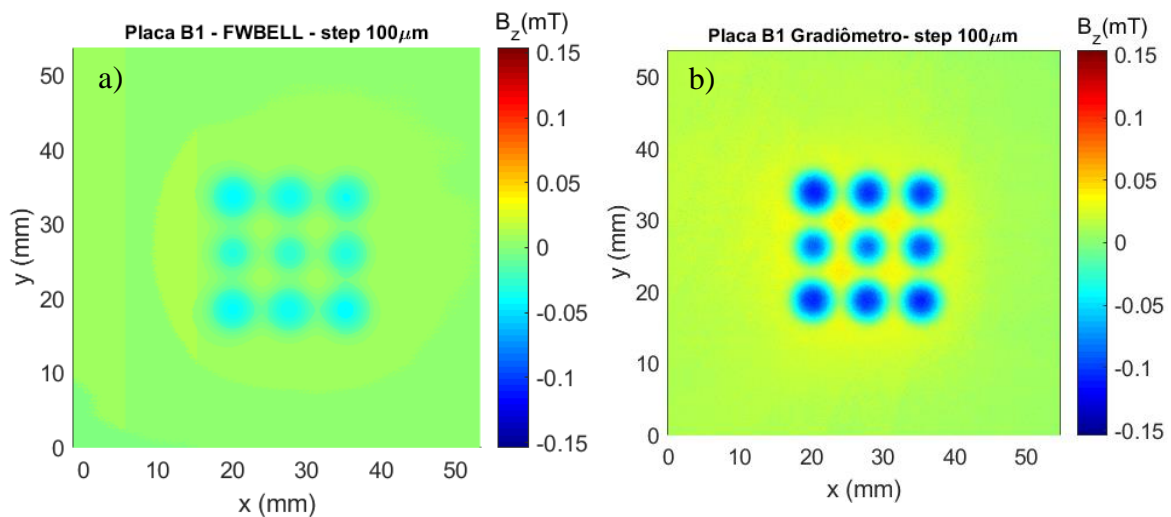 Placa B1 - FWBELL - step 100μm
B_z(mT)
a)
50
40
30
20
10
0
0 10 20 30 40 50
x (mm)
y (mm)
0.15
0.1
0.05
0
-0.05
-0.1
-0.15
Placa B1 Gradiômetro- step 100μm
B_z(mT)
b)
50
40
30
20
10
0
0 10 20 30 40 50
x (mm)
y (mm)
0.15
0.1
0.05
0
-0.05
-0.1
-0.15